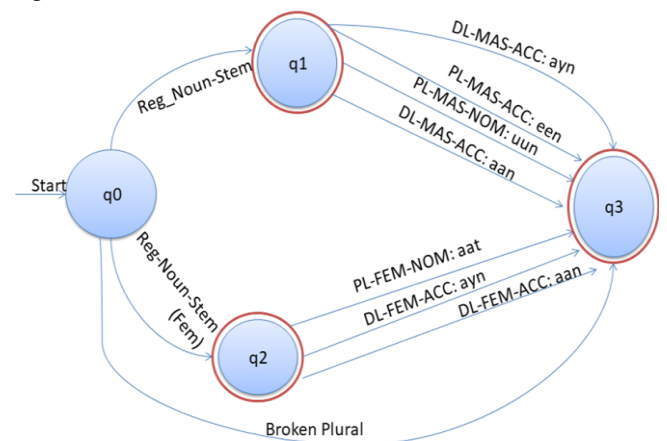 DL-MAS-ACC: ayn
q1
PL-MAS-ACC: een
Reg_Noun-Stem
PL-MAS-NOM: uun
DL-MAS-ACC: aan
Start
q0
q3
Reg-Noun-Stem
(Fem)
PL-FEM-NOM: aat
DL-FEM-ACC: ayn
DL-FEM-ACC: aan
q2
Broken Plural